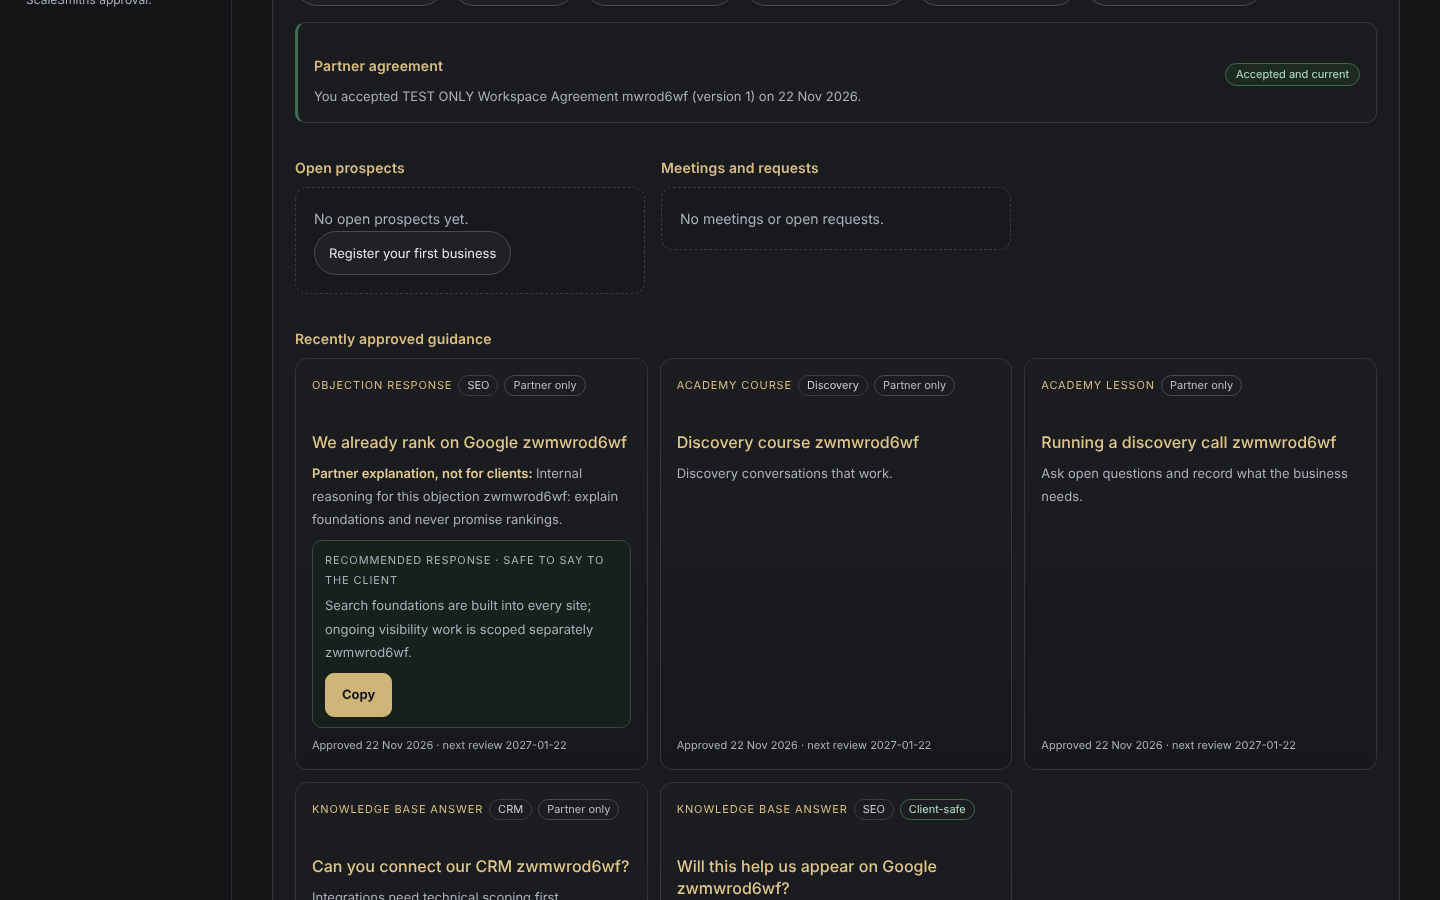 ScaleSmiths approval.
Partner agreement
Accepted and current
You accepted TEST ONLY Workspace Agreement mwrod6wf (version 1) on 22 Nov 2026.
Open prospects
No open prospects yet.
Register your first business
Meetings and requests
No meetings or open requests.
Recently approved guidance
OBJECTION RESPONSE SEO Partner only
We already rank on Google zwmwrod6wf
Partner explanation, not for clients: Internal
reasoning for this objection zwmwrod6wf: explain
foundations and never promise rankings.
RECOMMENDED RESPONSE · SAFE TO SAY TO
THE CLIENT
Search foundations are built into every site;
ongoing visibility work is scoped separately
zwmwrod6wf.
Copy
Approved 22 Nov 2026 · next review 2027-01-22
ACADEMY COURSE Discovery Partner only
Discovery course zwmwrod6wf
Discovery conversations that work.
Approved 22 Nov 2026 · next review 2027-01-22
ACADEMY LESSON Partner only
Running a discovery call zwmwrod6wf
Ask open questions and record what the business
needs.
Approved 22 Nov 2026 · next review 2027-01-22
KNOWLEDGE BASE ANSWER CRM Partner only
Can you connect our CRM zwmwrod6wf?
Integrations need technical scoping first
KNOWLEDGE BASE ANSWER SEO Client-safe
Will this help us appear on Google
zwmwrod6wf?